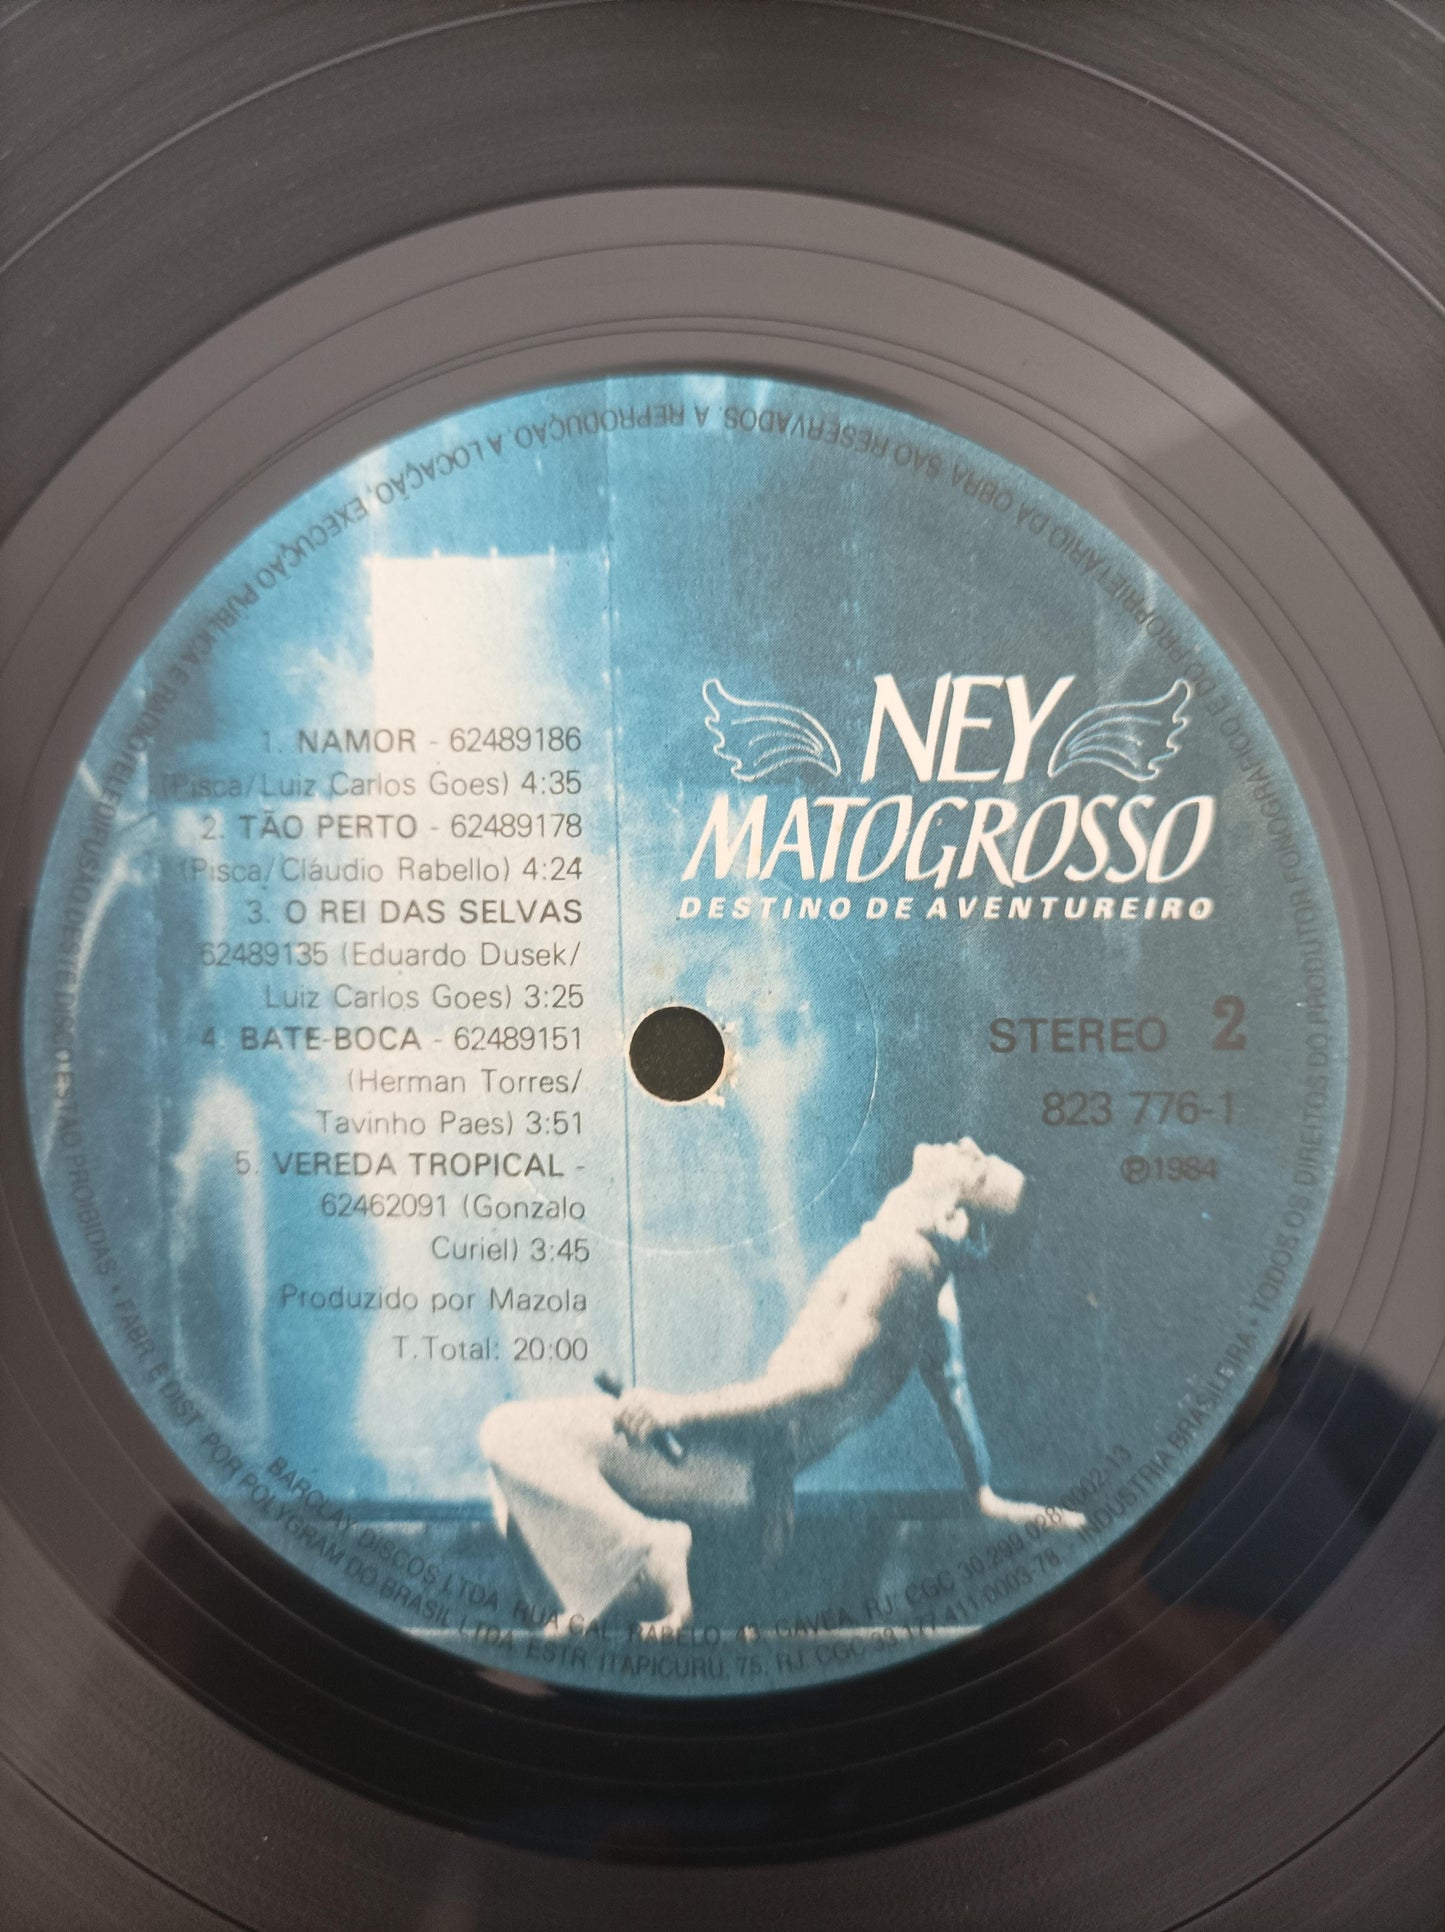 NEY
MATOGROSSO
DESTINO DE AVENTUREIRO
1. NAMOR - 62489186
(Pisca/Luiz Carlos Goes) 4:35
2. TÃO PERTO - 62489178
(Pisca/Cláudio Rabello) 4:24
3. O REI DAS SELVAS
62489135 (Eduardo Dusek/
Luiz Carlos Goes) 3:25
4. BATE-BOCA - 62489151
(Herman Torres/
Tavinho Paes) 3:51
5. VEREDA TROPICAL -
62462091 (Gonzalo
Curiel) 3:45
Produzido por Mazola
T.Total: 20:00
STEREO 2
823 776-1
℗1984
BARCLAY DISCOS LTDA. RUA GAL. RABELO, 43, GÁVEA, RJ. CGC 30.299.028/0002-13
FABR. E DIST. POR POLYGRAM DO BRASIL LTDA. ESTR. ITAPICURU, 75, RJ. CGC 33.177.411.0003-78 • INDÚSTRIA BRASILEIRA • TODOS OS DIREITOS DO PRODUTOR FONOGRÁFICO E DO PROPRIETÁRIO DA OBRA SÃO RESERVADOS. A REPRODUÇÃO, A LOCAÇÃO, EXECUÇÃO PÚBLICA E RADIOTELEDIFUSÃO DESTE DISCO ESTÃO PROIBIDAS •